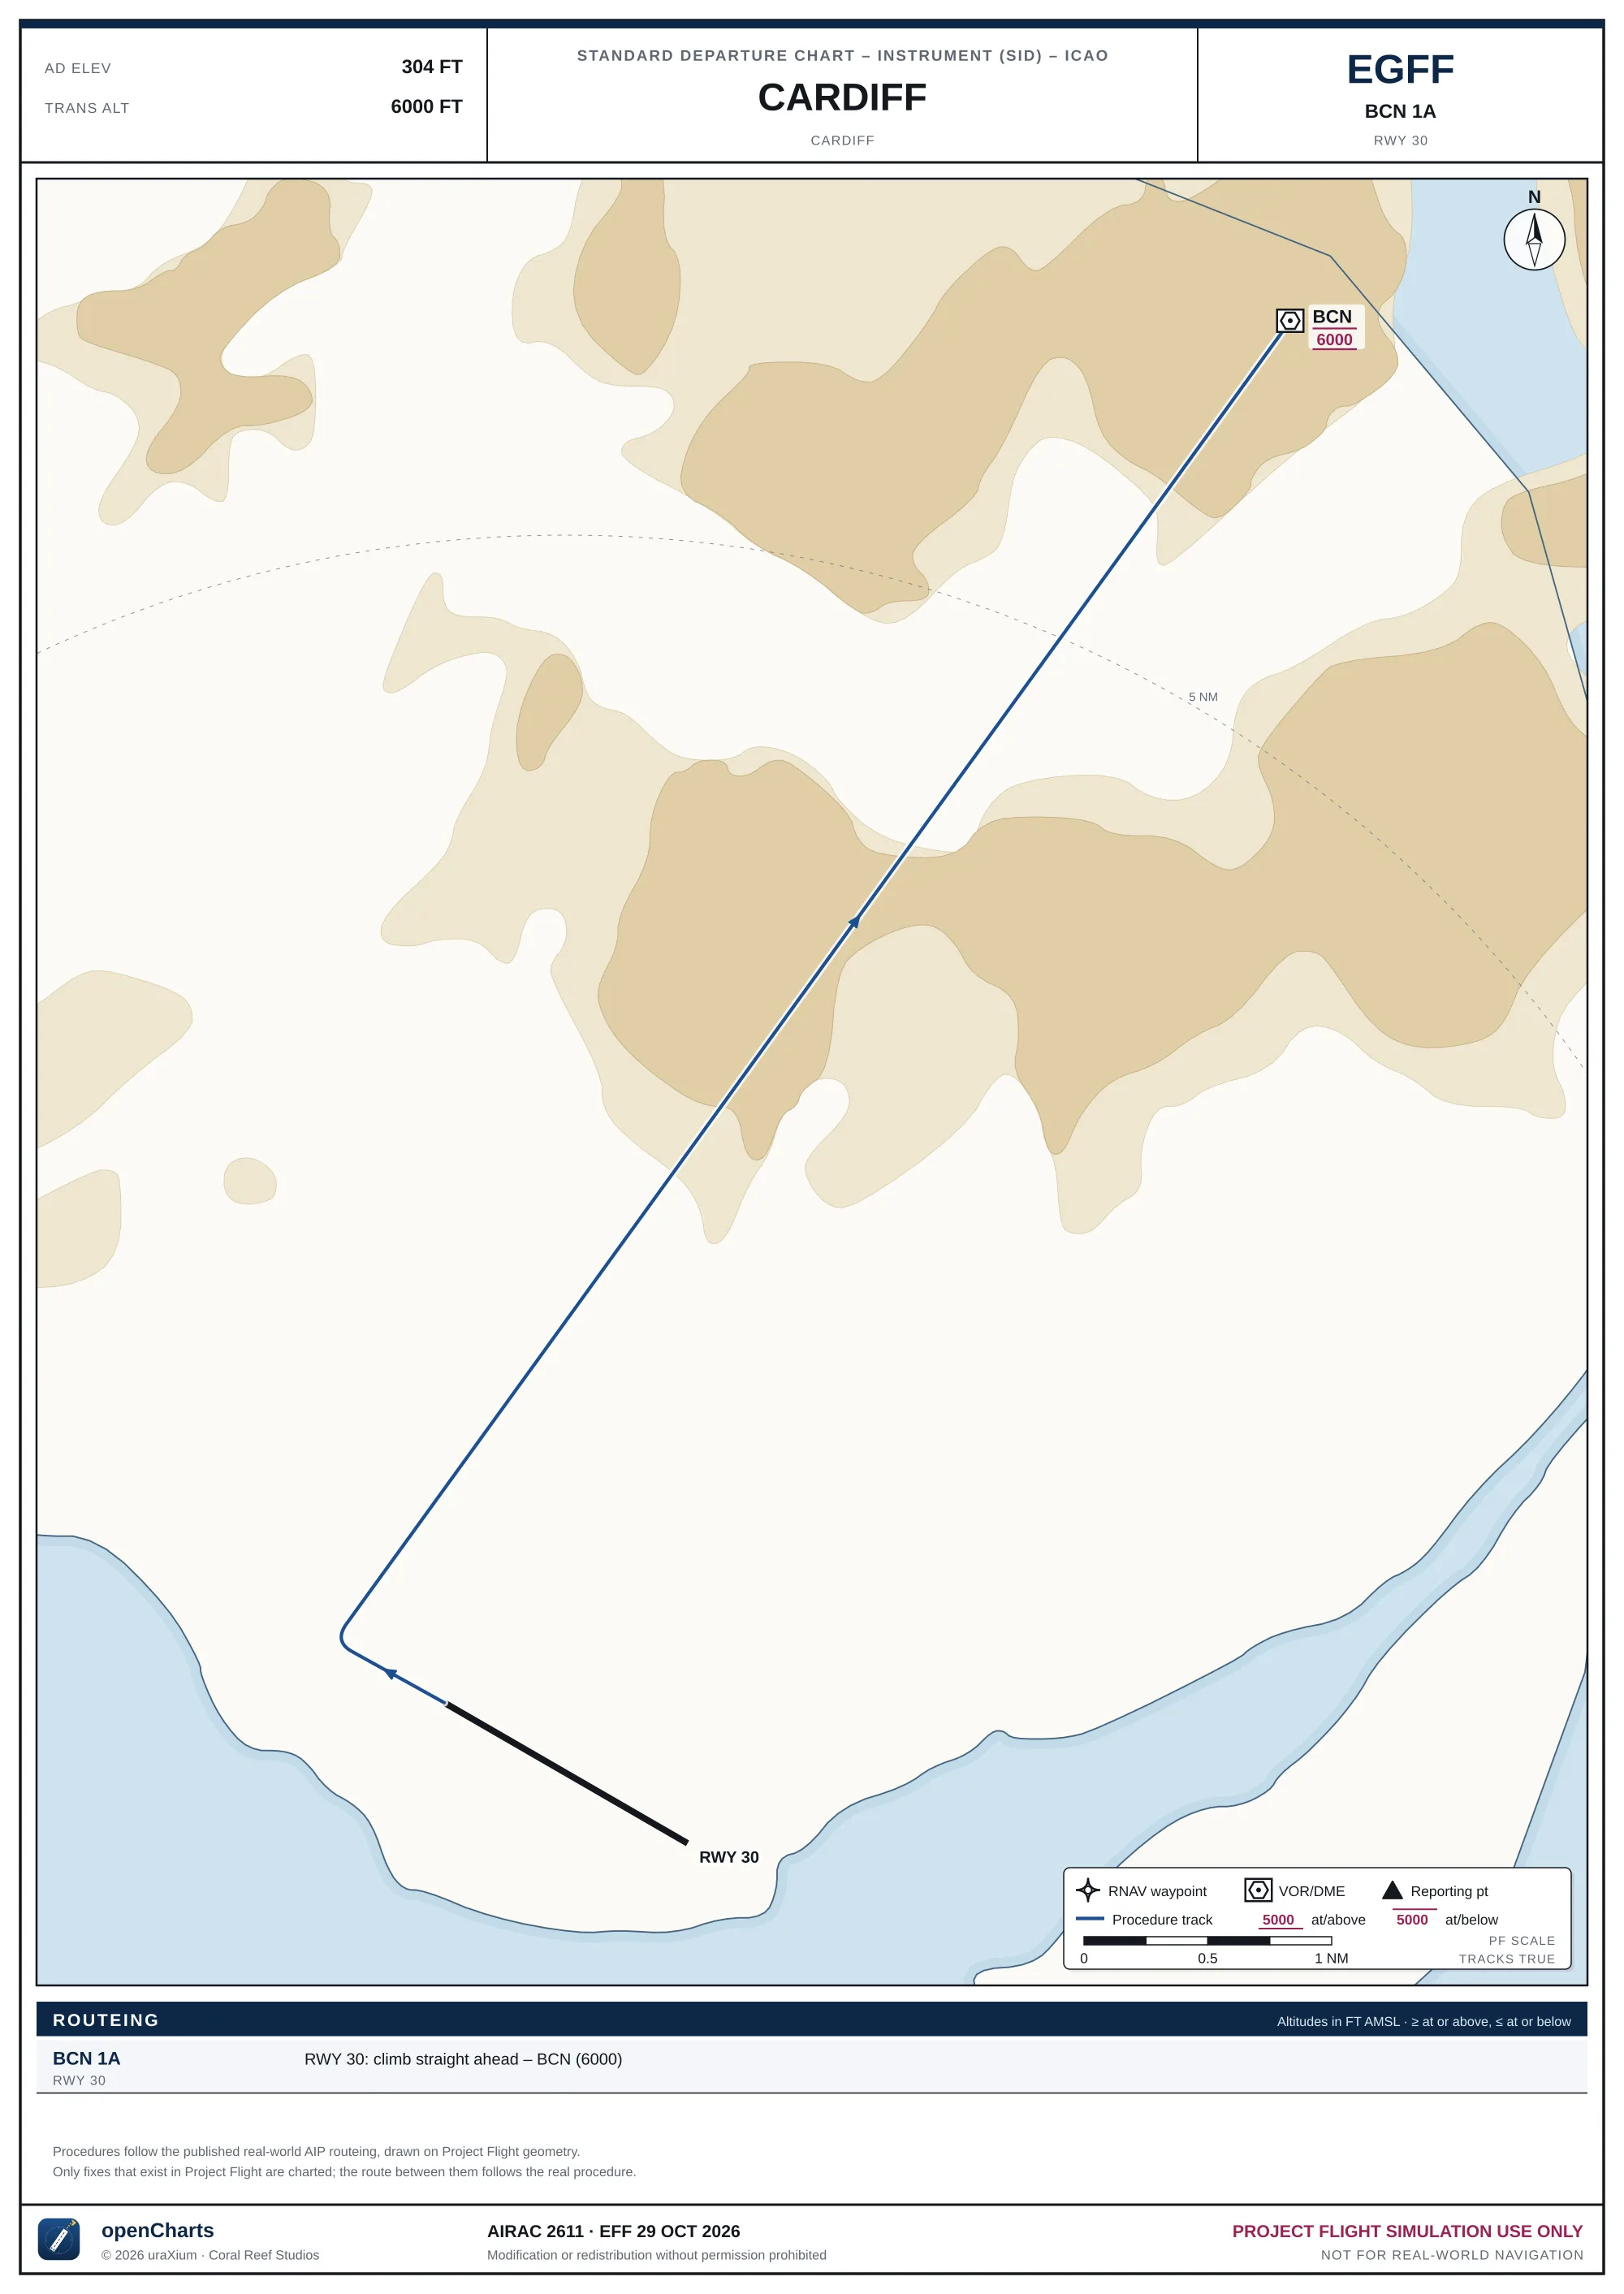 AD ELEV 304 FT
TRANS ALT 6000 FT
STANDARD DEPARTURE CHART – INSTRUMENT (SID) – ICAO
CARDIFF
CARDIFF
EGFF
BCN 1A
RWY 30
N
BCN
6000
5 NM
RWY 30
RNAV waypoint VOR/DME Reporting pt
Procedure track 5000 at/above 5000 at/below
PF SCALE
0 0.5 1 NM TRACKS TRUE
ROUTEING Altitudes in FT AMSL · ≥ at or above, ≤ at or below
BCN 1A RWY 30: climb straight ahead – BCN (6000)
RWY 30
Procedures follow the published real-world AIP routeing, drawn on Project Flight geometry.
Only fixes that exist in Project Flight are charted; the route between them follows the real procedure.
openCharts AIRAC 2611 · EFF 29 OCT 2026 PROJECT FLIGHT SIMULATION USE ONLY
© 2026 uraXium · Coral Reef Studios Modification or redistribution without permission prohibited NOT FOR REAL-WORLD NAVIGATION